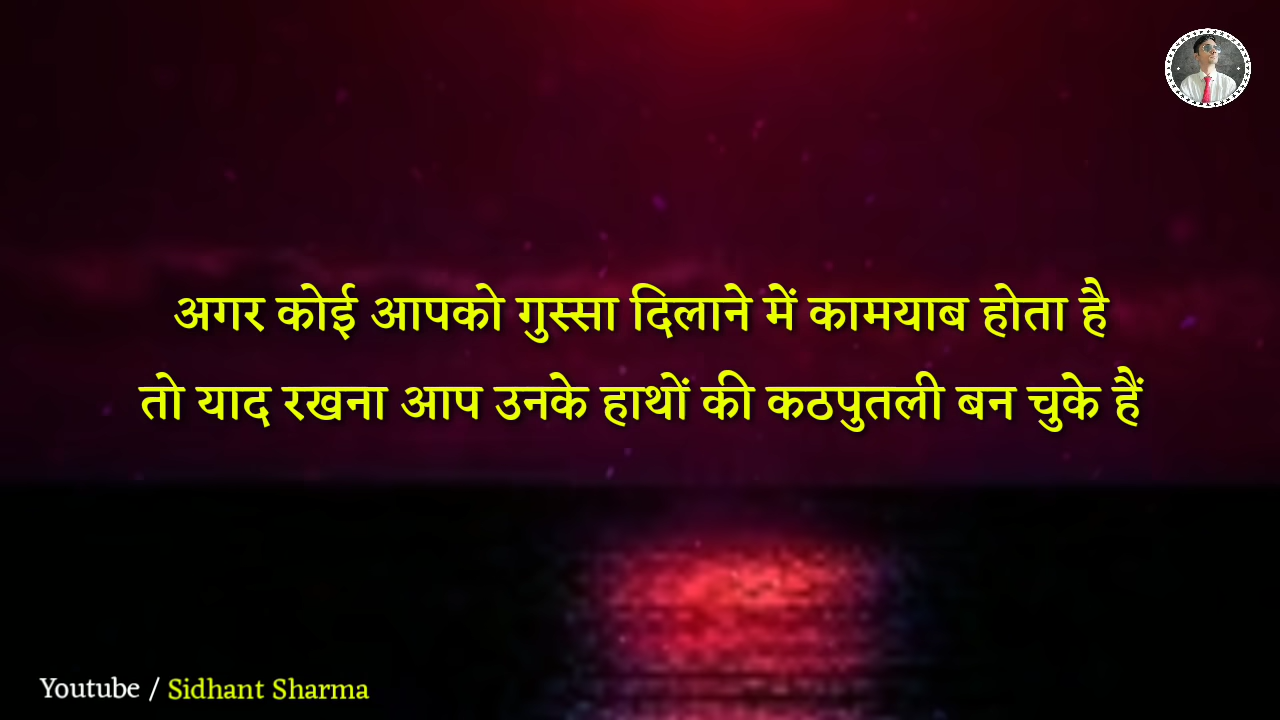 अगर कोई आपको गुस्सा दिलाने में कामयाब होता है
तो याद रखना आप उनके हाथों की कठपुतली बन चुके हैं
Youtube / Sidhant Sharma